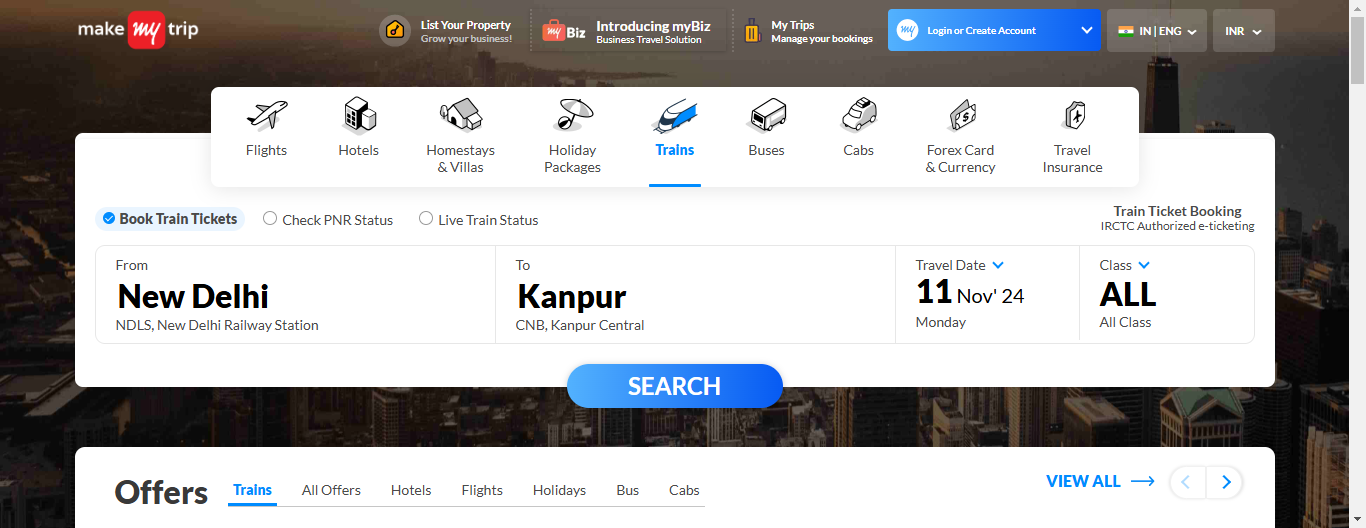 make my trip
List Your Property
Grow your business!
my Biz
Introducing myBiz
Business Travel Solution
My Trips
Manage your bookings
my
Login or Create Account
IN | ENG
INR
Flights
Hotels
Homestays
& Villas
Holiday
Packages
Trains
Buses
Cabs
Forex Card
& Currency
Travel
Insurance
Book Train Tickets
Check PNR Status
Live Train Status
Train Ticket Booking
IRCTC Authorized e-ticketing
From
New Delhi
NDLS, New Delhi Railway Station
To
Kanpur
CNB, Kanpur Central
Travel Date
11 Nov' 24
Monday
Class
ALL
All Class
SEARCH
Offers
Trains
All Offers
Hotels
Flights
Holidays
Bus
Cabs
VIEW ALL